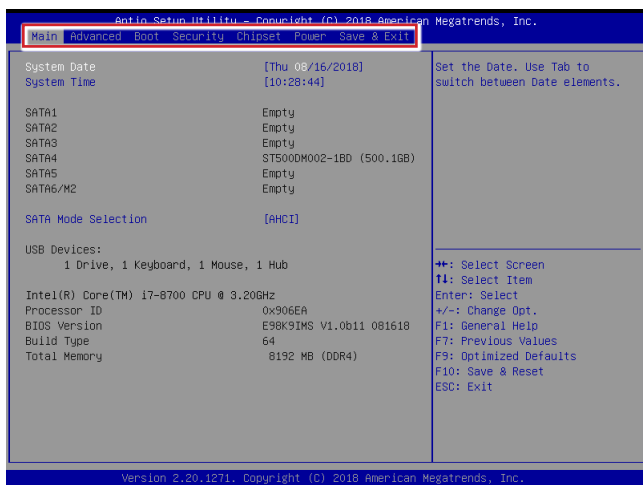 Aptio Setup Utility – Copyright (C) 2018 American Megatrends, Inc.
Main Advanced Boot Security Chipset Power Save & Exit
System Date [Thu 08/16/2018] Set the Date. Use Tab to
System Time [10:28:44] switch between Date elements.
SATA1 Empty
SATA2 Empty
SATA3 Empty
SATA4 ST500DM002-1BD (500.1GB)
SATA5 Empty
SATA6/M2 Empty
SATA Mode Selection [AHCI]
USB Devices:
1 Drive, 1 Keyboard, 1 Mouse, 1 Hub
Intel(R) Core(TM) i7-8700 CPU @ 3.20GHz
Processor ID 0x906EA
BIOS Version E98K9IMS V1.0b11 081618
Build Type 64
Total Memory 8192 MB (DDR4)
→←: Select Screen
↑↓: Select Item
Enter: Select
+/-: Change Opt.
F1: General Help
F7: Previous Values
F9: Optimized Defaults
F10: Save & Reset
ESC: Exit
Version 2.20.1271. Copyright (C) 2018 American Megatrends, Inc.